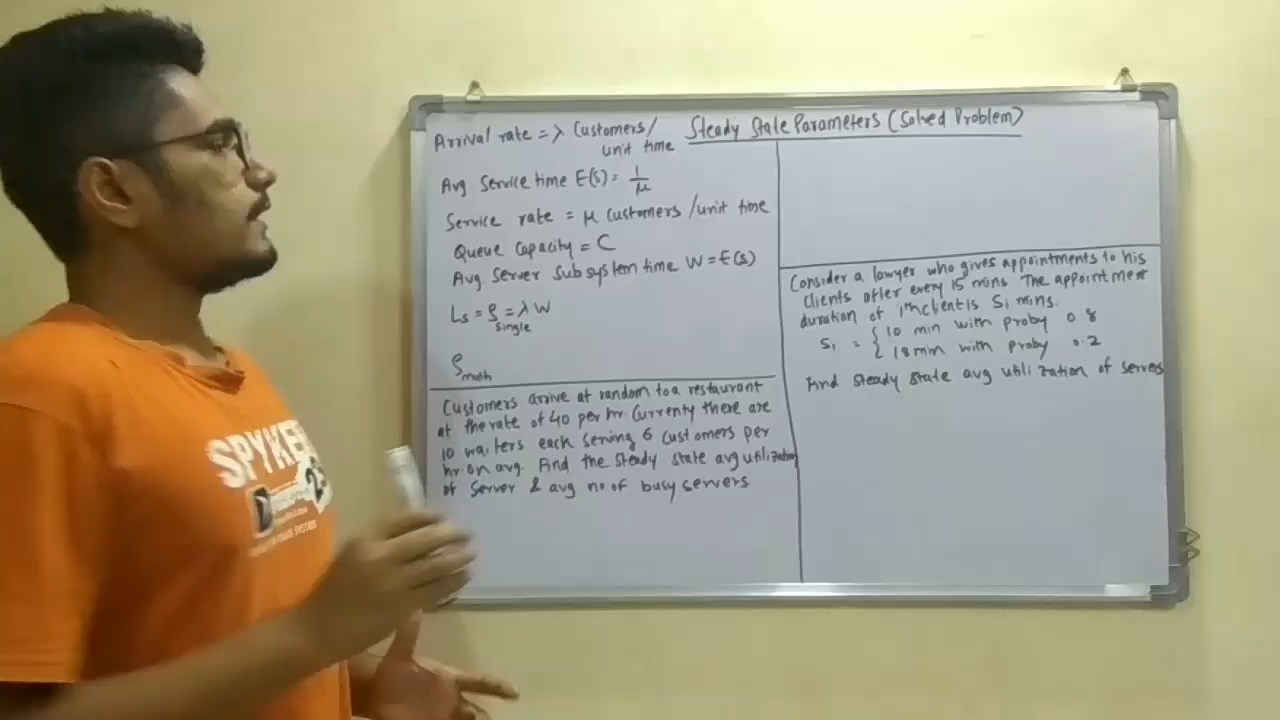 Steady State Parameters (Solved Problem)
Arrival rate = λ Customers/
unit time
Avg Service time E(s) = 1/μ
Service rate = μ Customers/unit time
Queue Capacity = C
Avg Server Subsystem time W = E(s)
Ls = ρ = λ W
single
ρ
multi
Customers arrive at random to a restaurant
at the rate of 40 per hr. Currenty there are
10 waiters each serving 6 customers per
hr. on avg. Find the steady state avg utilization
of server & avg no of busy servers
Consider a lawyer who gives appointments to his
clients after every 15 mins The appointment
duration of ith client is Si mins.
Si = { 10 min with proby 0.8
18 min with proby 0.2
Find Steady State avg utilization of servers
SPYKE